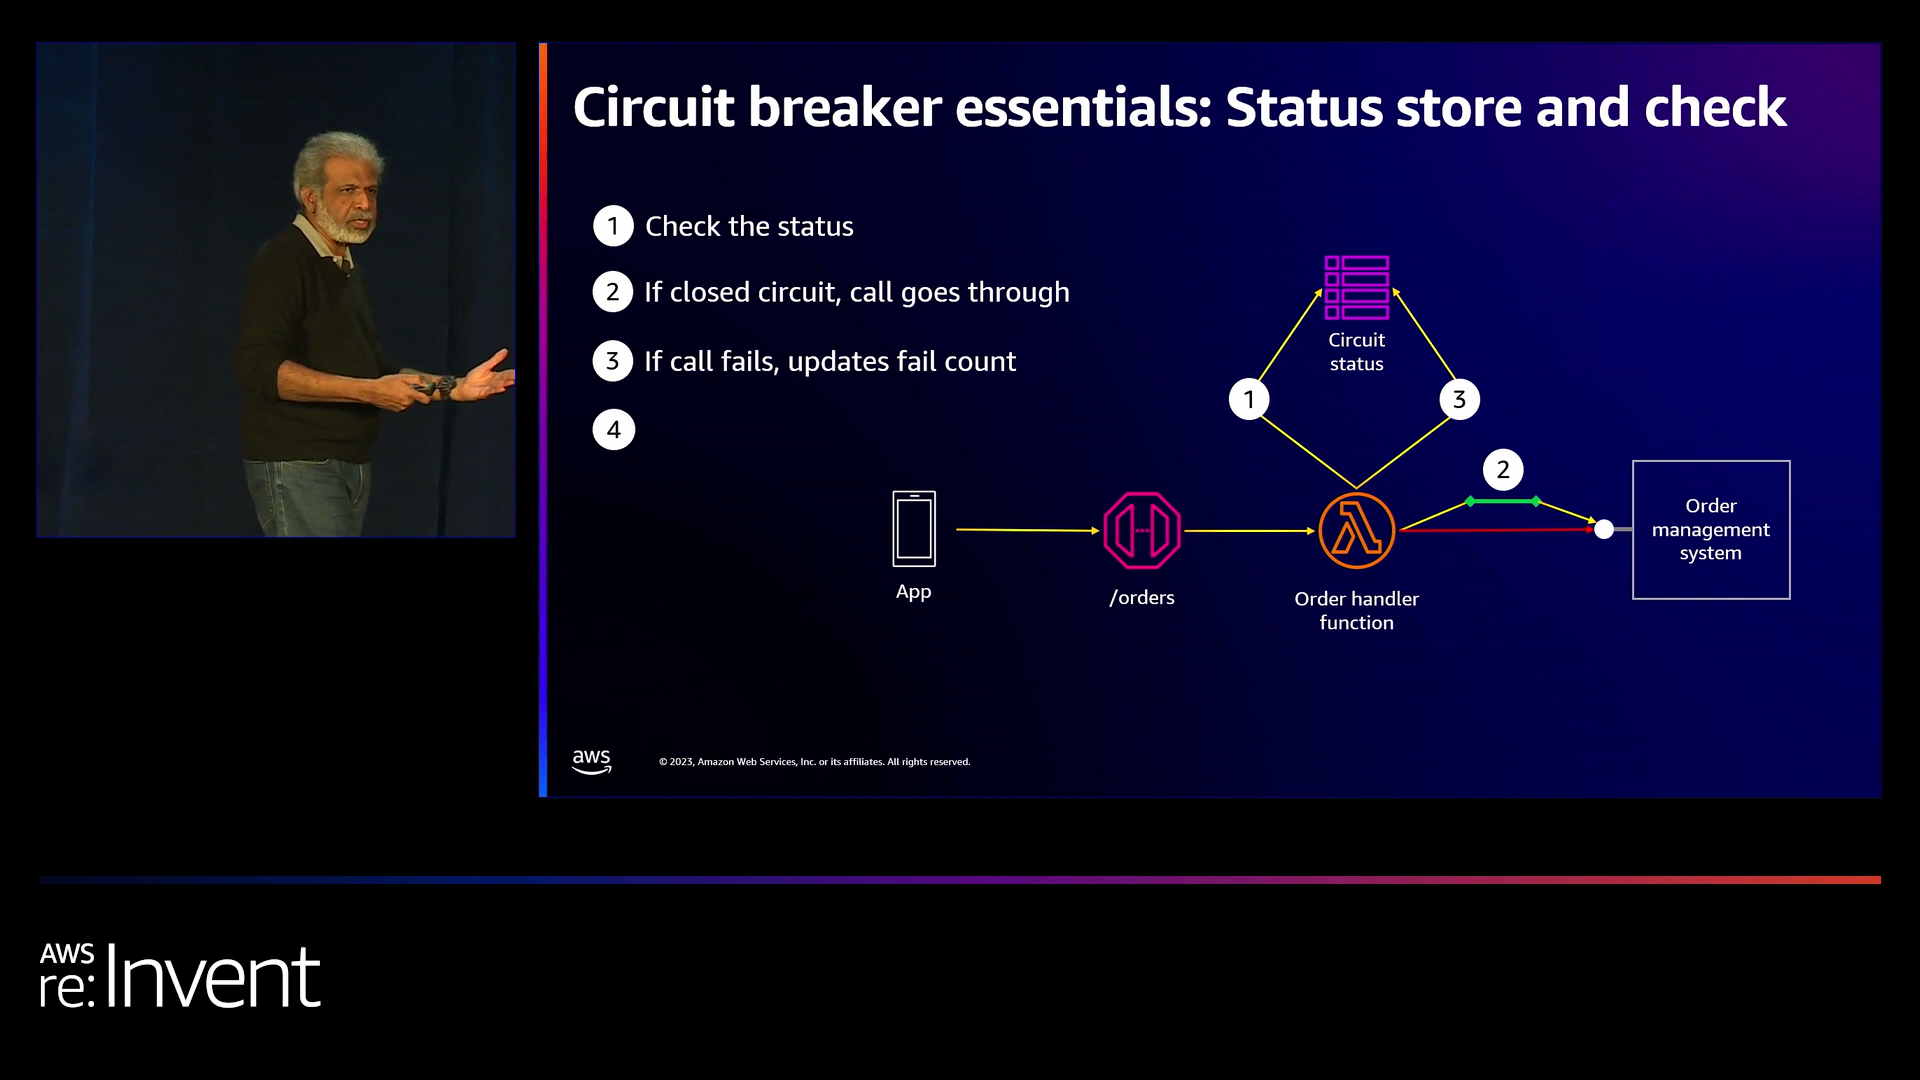 Circuit breaker essentials: Status store and check
1 Check the status
2 If closed circuit, call goes through
3 If call fails, updates fail count
4
Circuit
status
1
3
2
App
/orders
Order handler
function
Order
management
system
aws
© 2023, Amazon Web Services, Inc. or its affiliates. All rights reserved.
AWS
re:Invent